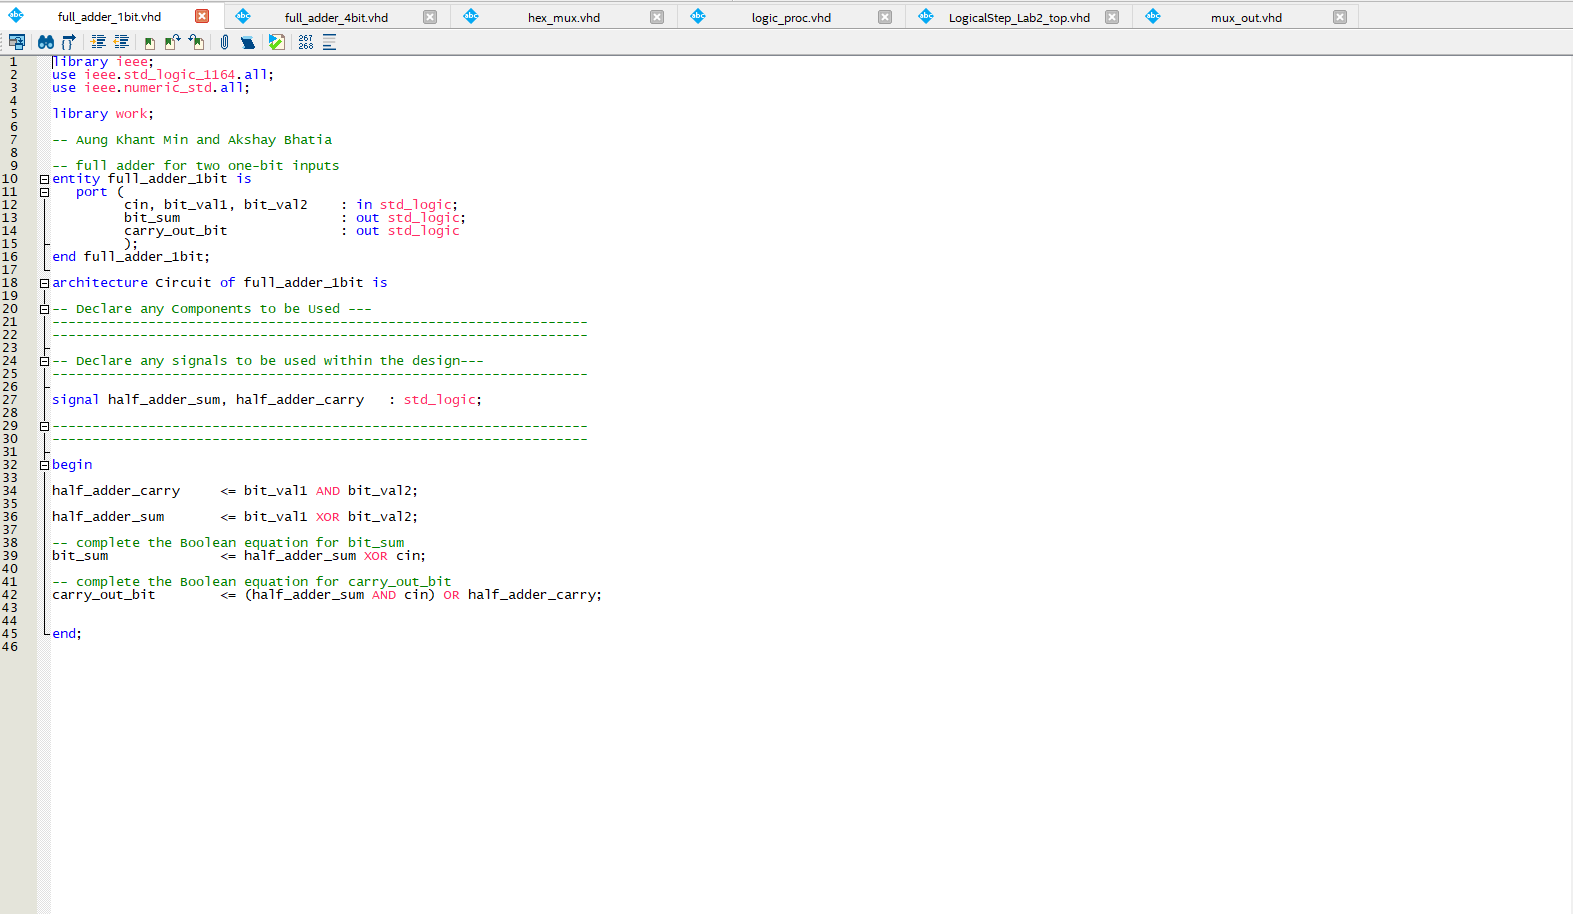 full_adder_1bit.vhd full_adder_4bit.vhd hex_mux.vhd logic_proc.vhd LogicalStep_Lab2_top.vhd mux_out.vhd
267
268
1 library ieee;
2 use ieee.std_logic_1164.all;
3 use ieee.numeric_std.all;
4
5 library work;
6
7 -- Aung Khant Min and Akshay Bhatia
8
9 -- full adder for two one-bit inputs
10 entity full_adder_1bit is
11 port (
12 cin, bit_val1, bit_val2 : in std_logic;
13 bit_sum : out std_logic;
14 carry_out_bit : out std_logic
15 );
16 end full_adder_1bit;
17
18 architecture Circuit of full_adder_1bit is
19
20 -- Declare any Components to be Used ---
21 -------------------------------------------------------------------
22 -------------------------------------------------------------------
23
24 -- Declare any signals to be used within the design---
25 -------------------------------------------------------------------
26
27 signal half_adder_sum, half_adder_carry : std_logic;
28
29 -------------------------------------------------------------------
30 -------------------------------------------------------------------
31
32 begin
33
34 half_adder_carry <= bit_val1 AND bit_val2;
35
36 half_adder_sum <= bit_val1 XOR bit_val2;
37
38 -- complete the Boolean equation for bit_sum
39 bit_sum <= half_adder_sum XOR cin;
40
41 -- complete the Boolean equation for carry_out_bit
42 carry_out_bit <= (half_adder_sum AND cin) OR half_adder_carry;
43
44
45 end;
46